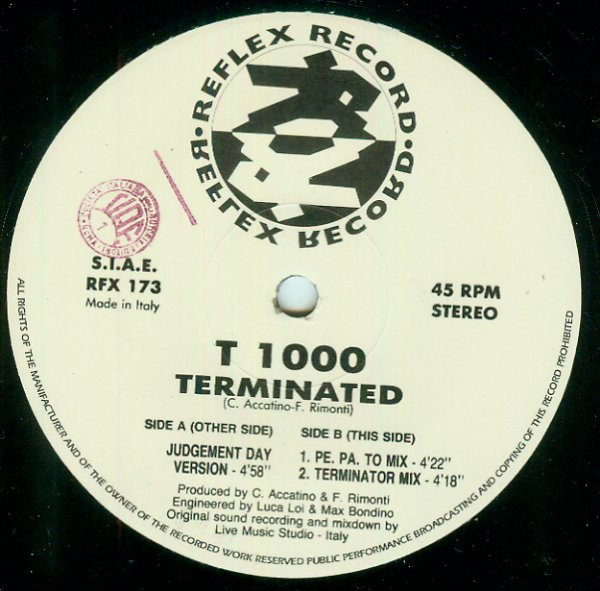 REFLEX RECORD.
REFLEX RECORD.
S.I.A.E.
RFX 173
Made in Italy
45 RPM
STEREO
T 1000
TERMINATED
(C. Accatino-F. Rimonti)
SIDE A (OTHER SIDE)
JUDGEMENT DAY
VERSION - 4'58"
SIDE B (THIS SIDE)
1. PE. PA. TO MIX - 4'22"
2. TERMINATOR MIX - 4'18"
Produced by C. Accatino & F. Rimonti
Engineered by Luca Loi & Max Bondino
Original sound recording and mixdown by
Live Music Studio - Italy
ALL RIGHTS OF THE MANUFACTURER AND OF THE OWNER OF THE RECORDED WORK RESERVED PUBLIC PERFORMANCE BROADCASTING AND COPYING OF THIS RECORD PROHIBITED